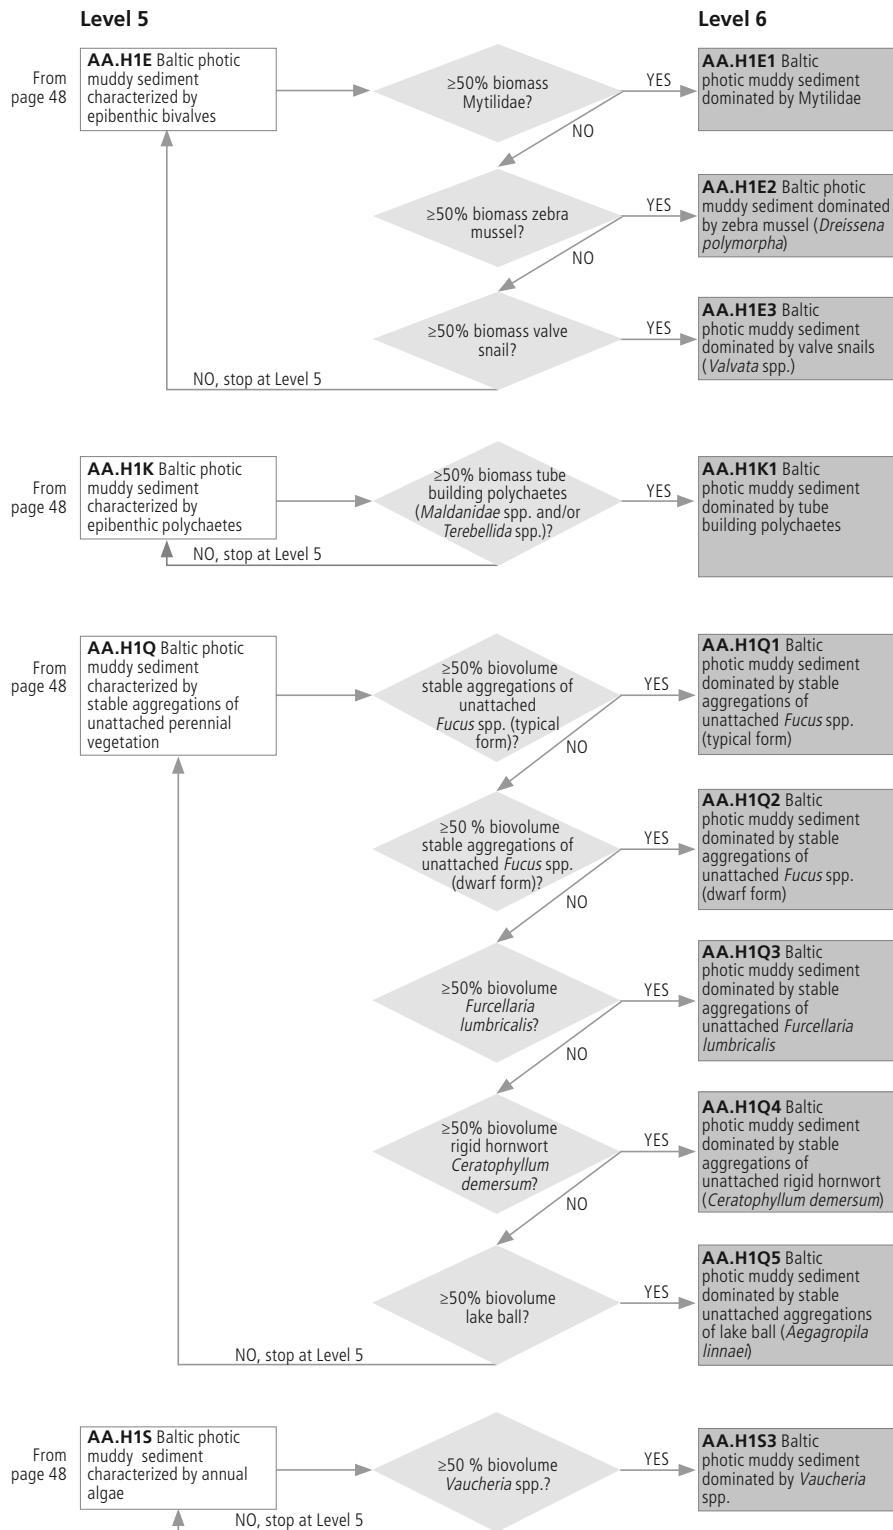 Level 5
Level 6
From
page 48
AA.H1E Baltic photic
muddy sediment
characterized by
epibenthic bivalves
≥50% biomass
Mytilidae?
YES
NO
AA.H1E1 Baltic
photic muddy sediment
dominated by Mytilidae
≥50% biomass zebra
mussel?
YES
NO
AA.H1E2 Baltic photic
muddy sediment dominated
by zebra mussel (Dreissena
polymorpha)
≥50% biomass valve
snail?
YES
NO, stop at Level 5
AA.H1E3 Baltic
photic muddy sediment
dominated by valve snails
(Valvata spp.)
From
page 48
AA.H1K Baltic photic
muddy sediment
characterized by
epibenthic polychaetes
≥50% biomass tube
building polychaetes
(Maldanidae spp. and/or
Terebellida spp.)?
YES
NO, stop at Level 5
AA.H1K1 Baltic
photic muddy sediment
dominated by tube
building polychaetes
From
page 48
AA.H1Q Baltic photic
muddy sediment
characterized by
stable aggregations of
unattached perennial
vegetation
≥50% biovolume
stable aggregations of
unattached
Fucus spp. (typical
form)?
YES
NO
AA.H1Q1 Baltic
photic muddy sediment
dominated by stable
aggregations of
unattached Fucus spp.
(typical form)
≥50 % biovolume
stable aggregations of
unattached Fucus spp.
(dwarf form)?
YES
NO
AA.H1Q2 Baltic
photic muddy sediment
dominated by stable
aggregations of
unattached Fucus spp.
(dwarf form)
≥50% biovolume
Furcellaria
lumbricalis?
YES
NO
AA.H1Q3 Baltic
photic muddy sediment
dominated by stable
aggregations of
unattached Furcellaria
lumbricalis
≥50% biovolume
rigid hornwort
Ceratophyllum
demersum?
YES
NO
AA.H1Q4 Baltic
photic muddy sediment
dominated by stable
aggregations of
unattached rigid hornwort
(Ceratophyllum demersum)
≥50% biovolume
lake ball?
YES
NO, stop at Level 5
AA.H1Q5 Baltic
photic muddy sediment
dominated by stable
unattached aggregations
of lake ball (Aegagropila
linnaei)
From
page 48
AA.H1S Baltic photic
muddy  sediment
characterized by annual
algae
≥50 % biovolume
Vaucheria spp.?
YES
NO, stop at Level 5
AA.H1S3 Baltic
photic muddy sediment
dominated by Vaucheria
spp.